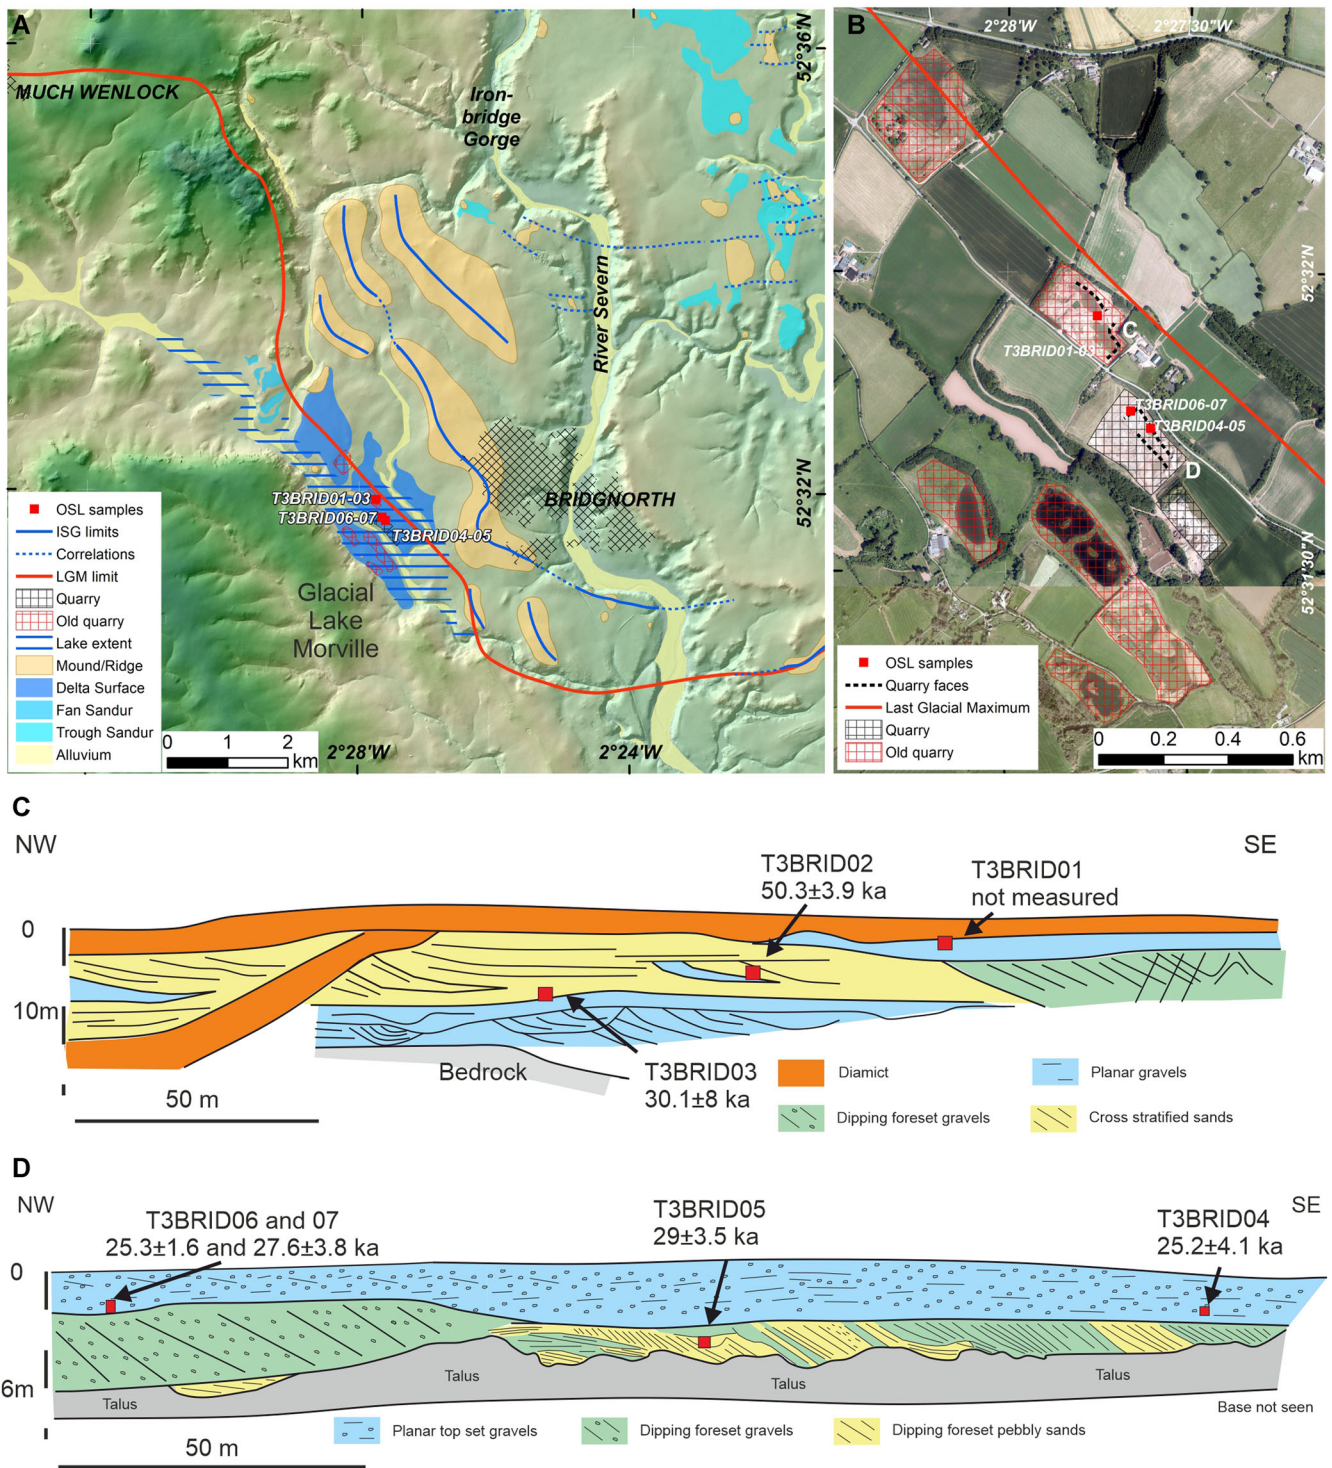 A
MUCH WENLOCK
Iron-
bridge
Gorge
52°36'N
River Severn
BRIDGNORTH
52°32'N
T3BRID01-03
T3BRID06-07
T3BRID04-05
Glacial
Lake
Morville
OSL samples
ISG limits
Correlations
LGM limit
Quarry
Old quarry
Lake extent
Mound/Ridge
Delta Surface
Fan Sandur
Trough Sandur
Alluvium
0 1 2
km
2°28'W
2°24'W
B
2°28'W
2°27'30"W
52°32'N
C
T3BRID01-03
T3BRID06-07
T3BRID04-05
D
52°31'30"N
OSL samples
Quarry faces
Last Glacial Maximum
Quarry
Old quarry
0 0.2 0.4 0.6
km
C
NW
SE
T3BRID02
50.3±3.9 ka
T3BRID01
not measured
0
10m
Bedrock
T3BRID03
30.1±8 ka
50 m
Diamict
Planar gravels
Dipping foreset gravels
Cross stratified sands
D
NW
SE
T3BRID06 and 07
25.3±1.6 and 27.6±3.8 ka
T3BRID05
29±3.5 ka
T3BRID04
25.2±4.1 ka
0
6m
Talus
Talus
Talus
Talus
Base not seen
Planar top set gravels
Dipping foreset gravels
Dipping foreset pebbly sands
50 m